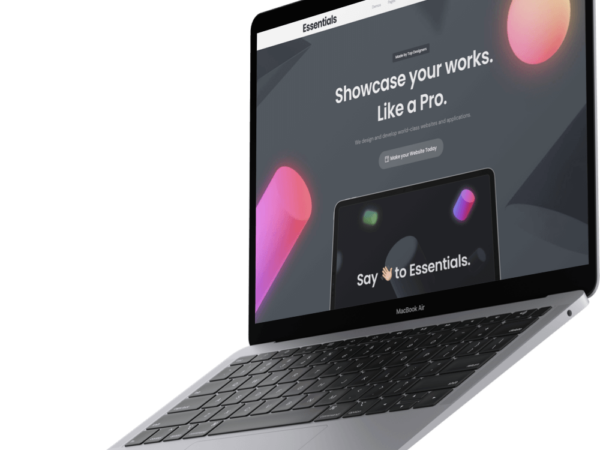 Essentials
Made by Top Designers
Showcase your works.
Like a Pro.
We design and develop world-class websites and applications.
Make your Website Today
Say 👋🏻 to Essentials.
MacBook Air